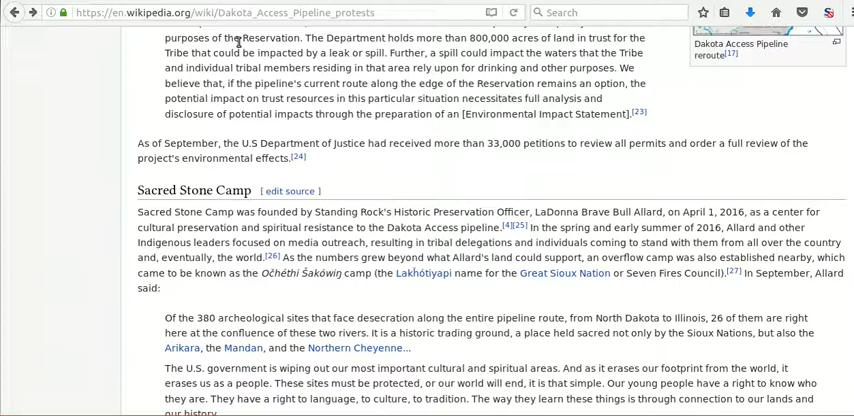 https://en.wikipedia.org/wiki/Dakota_Access_Pipeline_protests
Search
purposes of the Reservation. The Department holds more than 800,000 acres of land in trust for the
Tribe that could be impacted by a leak or spill. Further, a spill could impact the waters that the Tribe
and individual tribal members residing in that area rely upon for drinking and other purposes. We
believe that, if the pipeline's current route along the edge of the Reservation remains an option, the
potential impact on trust resources in this particular situation necessitates full analysis and
disclosure of potential impacts through the preparation of an [Environmental Impact Statement].[23]
Dakota Access Pipeline
reroute[17]
As of September, the U.S Department of Justice had received more than 33,000 petitions to review all permits and order a full review of the
project's environmental effects.[24]
Sacred Stone Camp [ edit source ]
Sacred Stone Camp was founded by Standing Rock's Historic Preservation Officer, LaDonna Brave Bull Allard, on April 1, 2016, as a center for
cultural preservation and spiritual resistance to the Dakota Access pipeline.[4][25] In the spring and early summer of 2016, Allard and other
Indigenous leaders focused on media outreach, resulting in tribal delegations and individuals coming to stand with them from all over the country
and, eventually, the world.[26] As the numbers grew beyond what Allard's land could support, an overflow camp was also established nearby, which
came to be known as the Očhéthi Šakówiŋ camp (the Lakȟótiyapi name for the Great Sioux Nation or Seven Fires Council).[27] In September, Allard
said:
Of the 380 archeological sites that face desecration along the entire pipeline route, from North Dakota to Illinois, 26 of them are right
here at the confluence of these two rivers. It is a historic trading ground, a place held sacred not only by the Sioux Nations, but also the
Arikara, the Mandan, and the Northern Cheyenne...
The U.S. government is wiping out our most important cultural and spiritual areas. And as it erases our footprint from the world, it
erases us as a people. These sites must be protected, or our world will end, it is that simple. Our young people have a right to know who
they are. They have a right to language, to culture, to tradition. The way they learn these things is through connection to our lands and
our history.